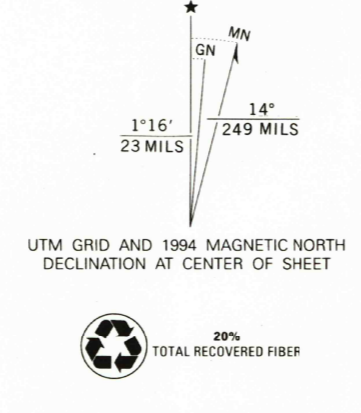 ★
MN
GN
1°16′
23 MILS
14°
249 MILS
UTM GRID AND 1994 MAGNETIC NORTH
DECLINATION AT CENTER OF SHEET
20%
TOTAL RECOVERED FIBER